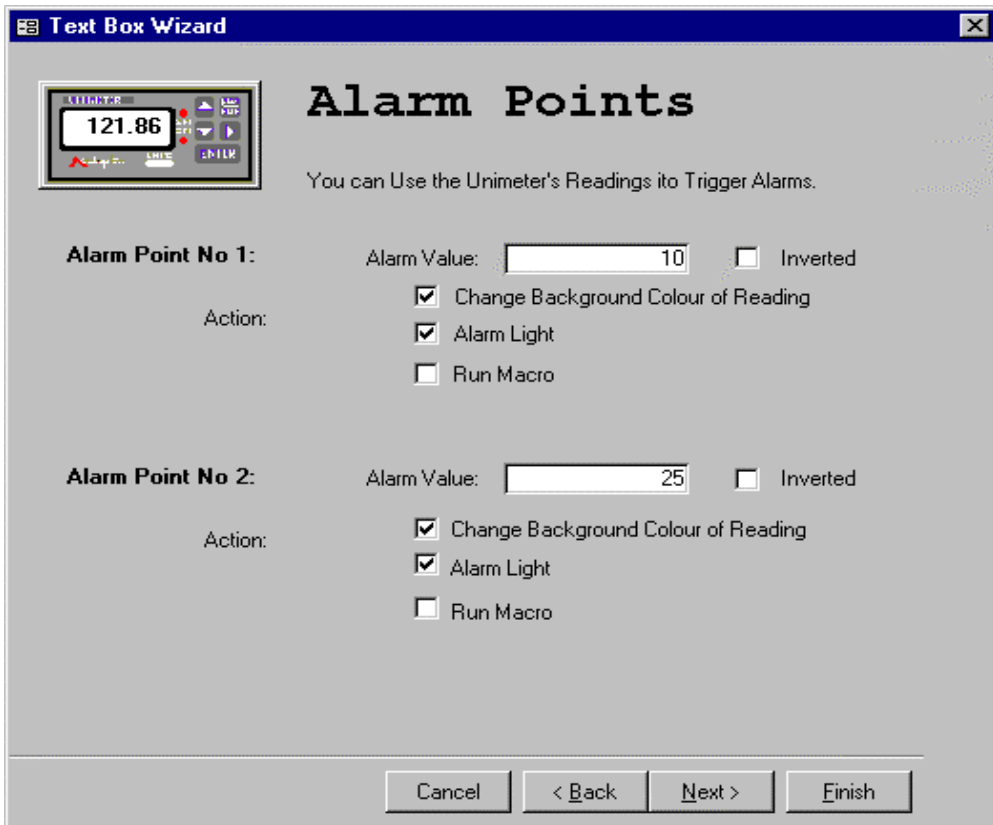 Text Box Wizard
UNIMETER
121.86
ENTER
Alarm Points
You can Use the Unimeter's Readings ito Trigger Alarms.
Alarm Point No 1:
Alarm Value: 10 Inverted
Action:
Change Background Colour of Reading
Alarm Light
Run Macro
Alarm Point No 2:
Alarm Value: 25 Inverted
Action:
Change Background Colour of Reading
Alarm Light
Run Macro
Cancel < Back Next > Finish